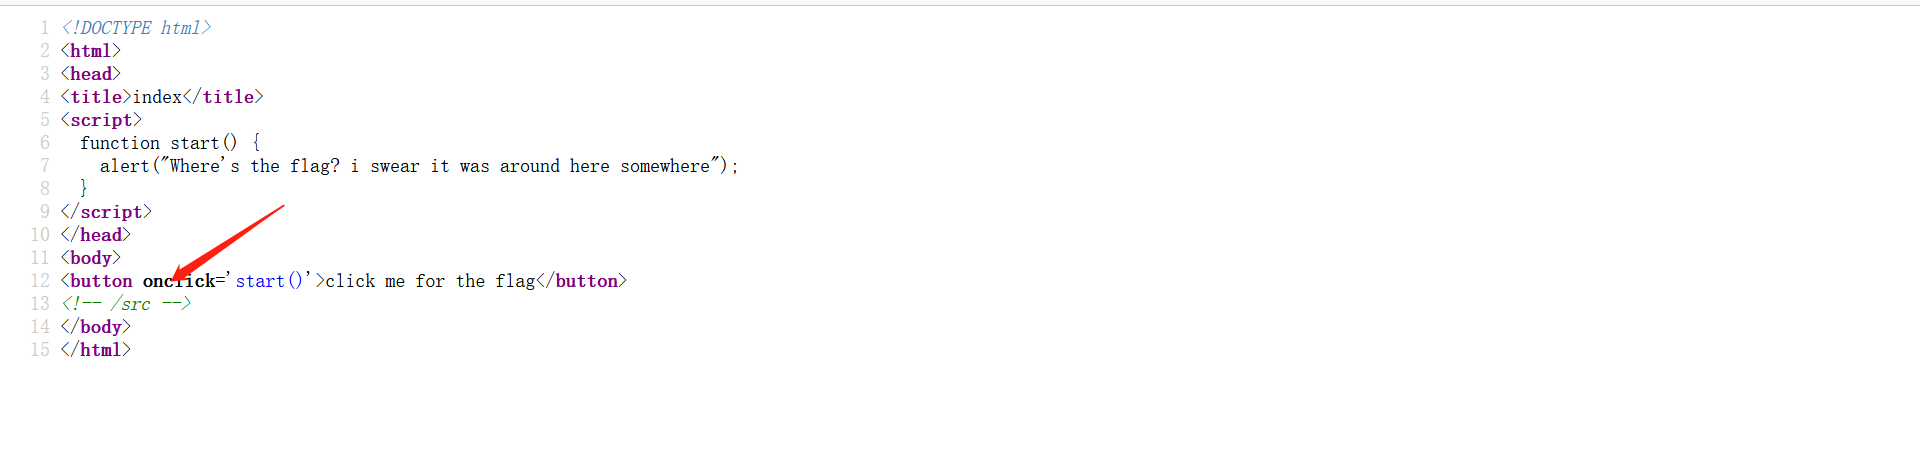 1 <!DOCTYPE html>
2 <html>
3 <head>
4 <title>index</title>
5 <script>
6 function start() {
7 alert("Where's the flag? i swear it was around here somewhere");
8 }
9 </script>
10 </head>
11 <body>
12 <button onclick='start()'>click me for the flag</button>
13 <!-- /src -->
14 </body>
15 </html>